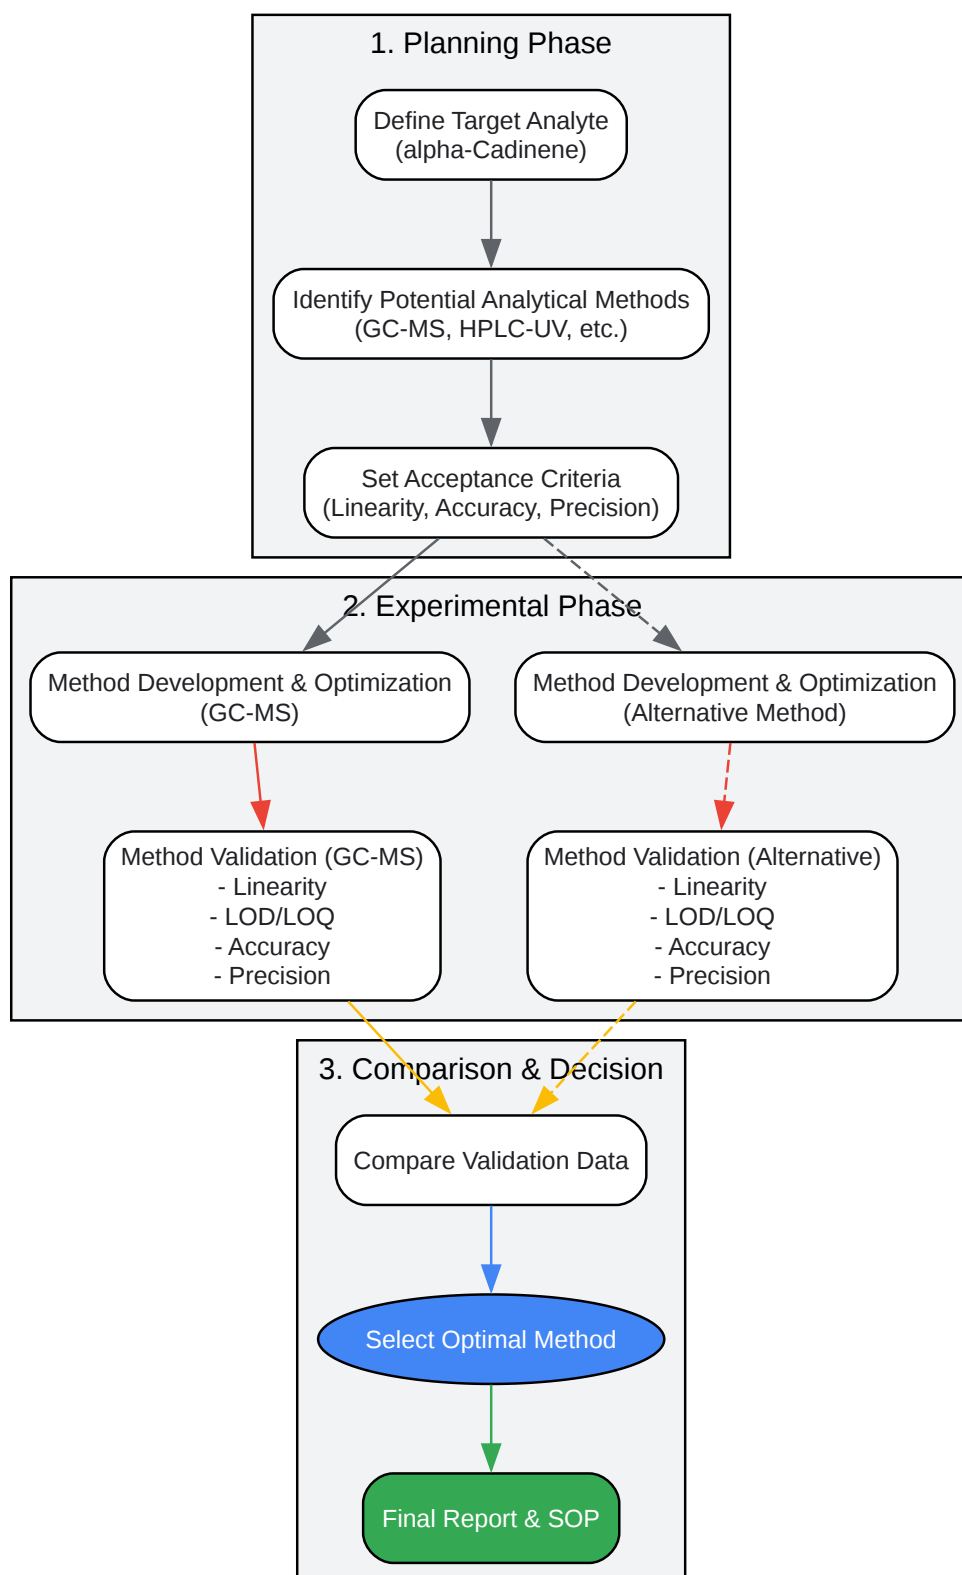 1. Planning Phase
Define Target Analyte
(alpha-Cadinene)
Identify Potential Analytical Methods
(GC-MS, HPLC-UV, etc.)
Set Acceptance Criteria
(Linearity, Accuracy, Precision)
2. Experimental Phase
Method Development & Optimization
(GC-MS)
Method Development & Optimization
(Alternative Method)
Method Validation (GC-MS)
- Linearity
- LOD/LOQ
- Accuracy
- Precision
Method Validation (Alternative)
- Linearity
- LOD/LOQ
- Accuracy
- Precision
3. Comparison & Decision
Compare Validation Data
Select Optimal Method
Final Report & SOP